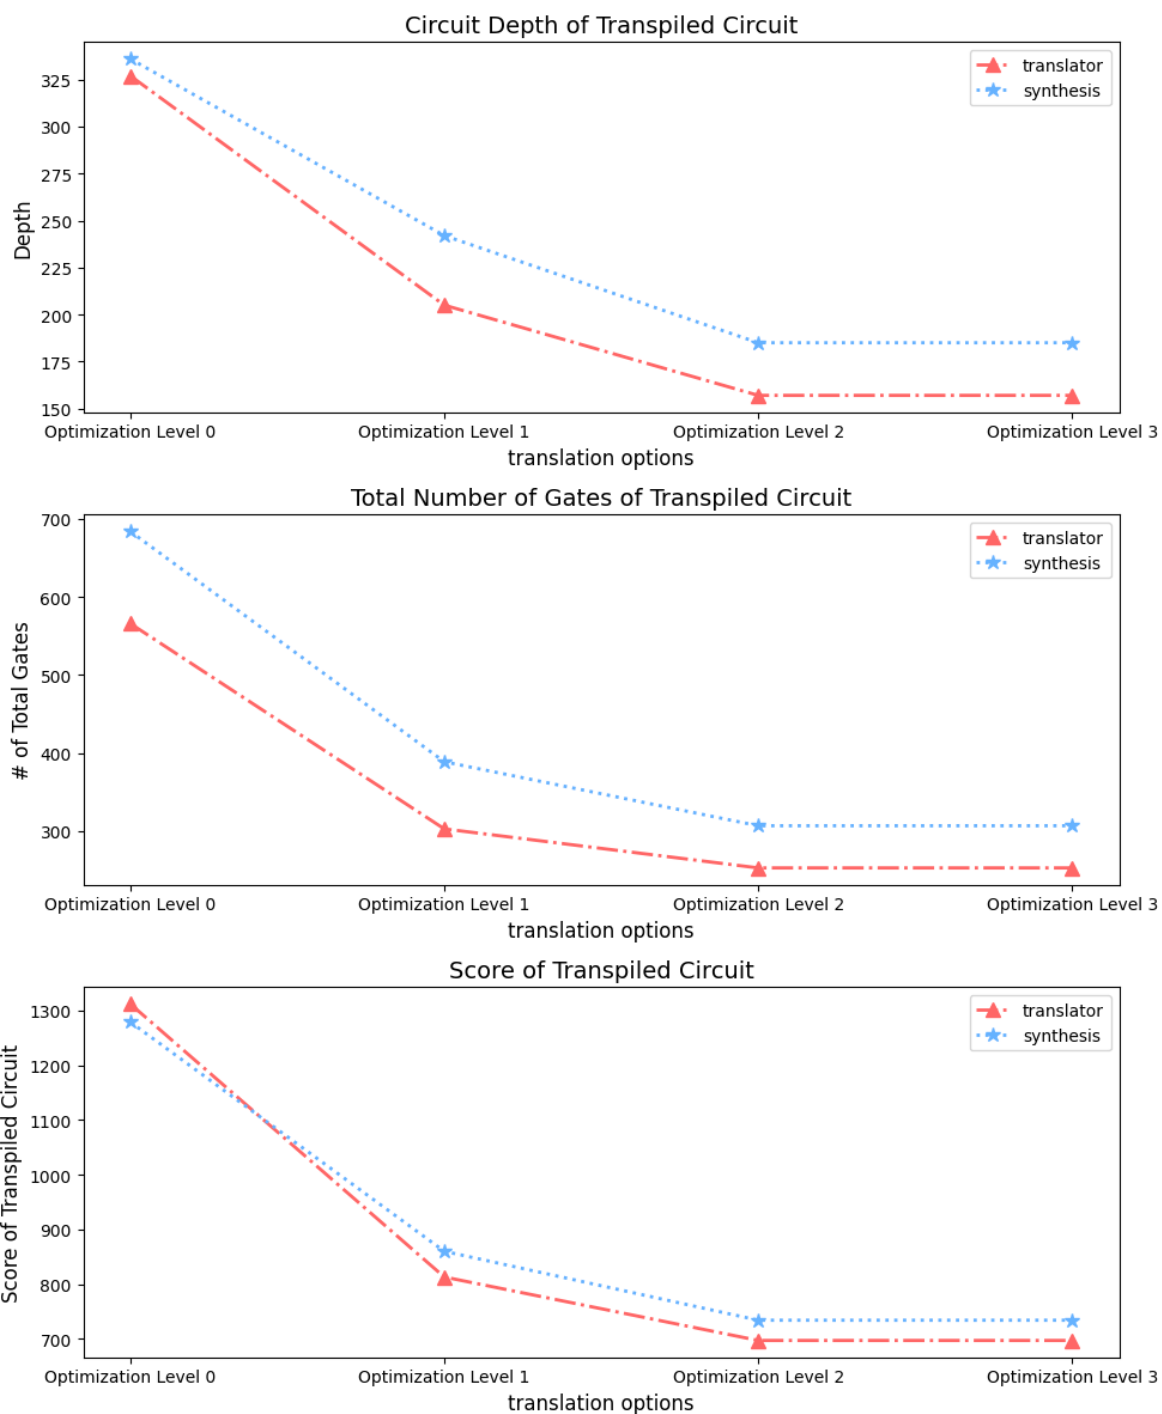 Circuit Depth of Transpiled Circuit
translator
synthesis
325
300
275
250
225
200
175
150
Depth
Optimization Level 0
Optimization Level 1
Optimization Level 2
Optimization Level 3
translation options
Total Number of Gates of Transpiled Circuit
translator
synthesis
700
600
500
400
300
# of Total Gates
Optimization Level 0
Optimization Level 1
Optimization Level 2
Optimization Level 3
translation options
Score of Transpiled Circuit
translator
synthesis
1300
1200
1100
1000
900
800
700
Score of Transpiled Circuit
Optimization Level 0
Optimization Level 1
Optimization Level 2
Optimization Level 3
translation options